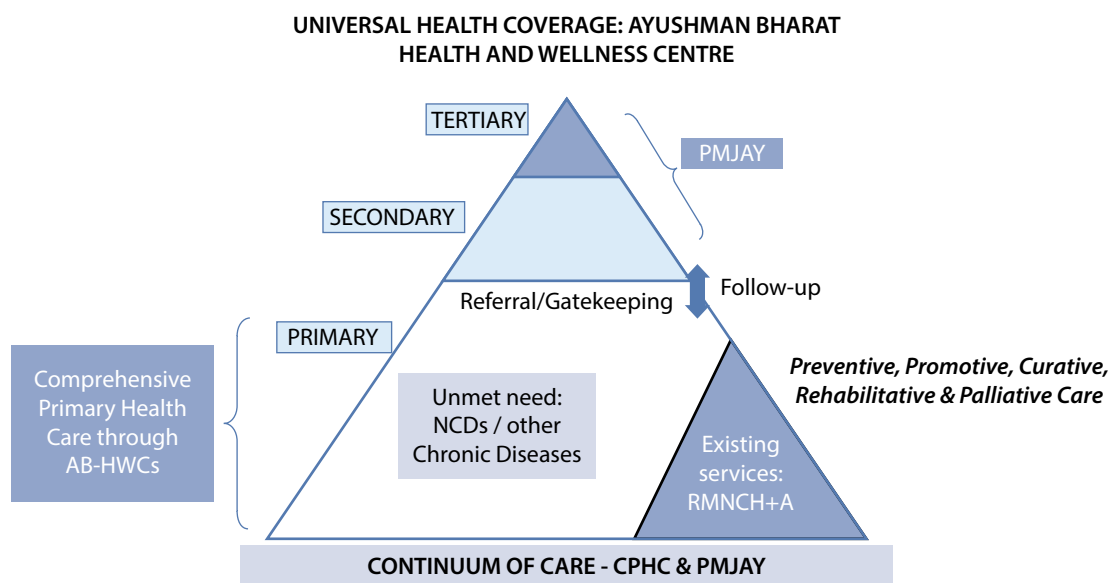 UNIVERSAL HEALTH COVERAGE: AYUSHMAN BHARAT
HEALTH AND WELLNESS CENTRE
TERTIARY
PMJAY
SECONDARY
Referral/Gatekeeping
Follow-up
PRIMARY
Comprehensive
Primary Health
Care through
AB-HWCs
Unmet need:
NCDs / other
Chronic Diseases
Existing
services:
RMNCH+A
Preventive, Promotive, Curative,
Rehabilitative & Palliative Care
CONTINUUM OF CARE - CPHC & PMJAY